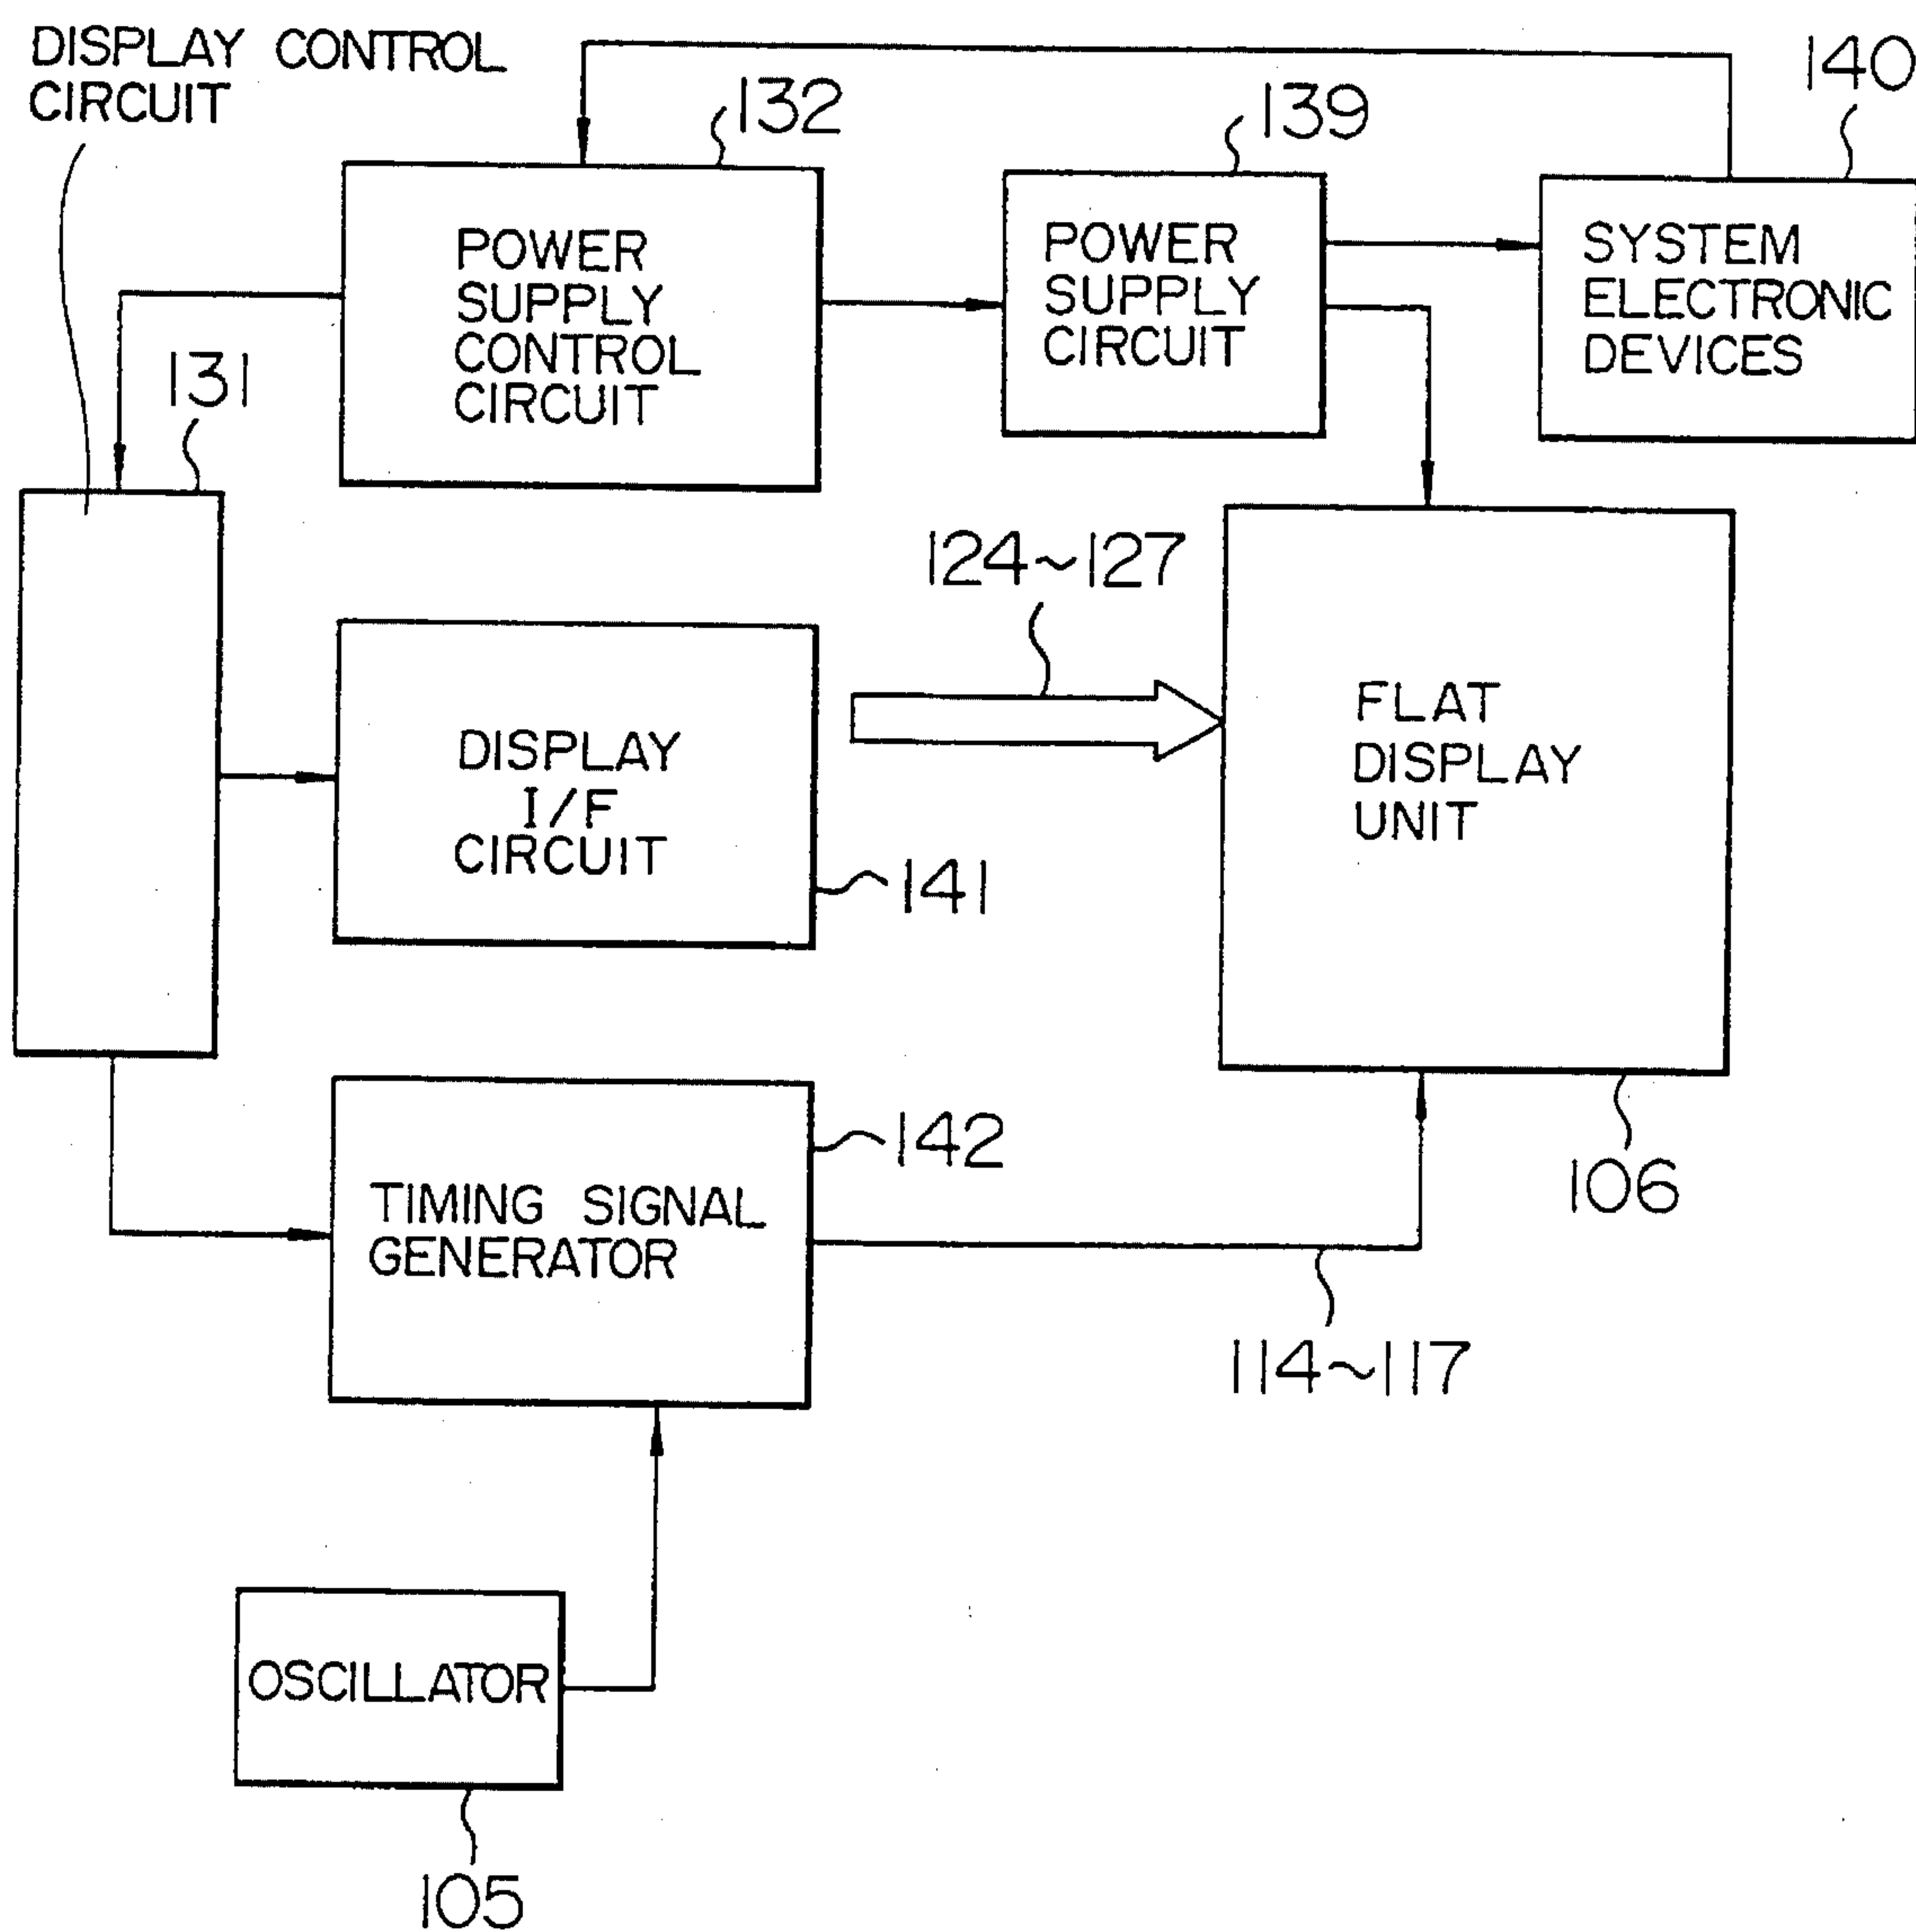 DISPLAY CONTROL
CIRCUIT
132
139
140
POWER
SUPPLY
CONTROL
CIRCUIT
POWER
SUPPLY
CIRCUIT
SYSTEM
ELECTRONIC
DEVICES
131
124~127
DISPLAY
I/F
CIRCUIT
141
FLAT
DISPLAY
UNIT
142
106
TIMING SIGNAL
GENERATOR
114~117
OSCILLATOR
105